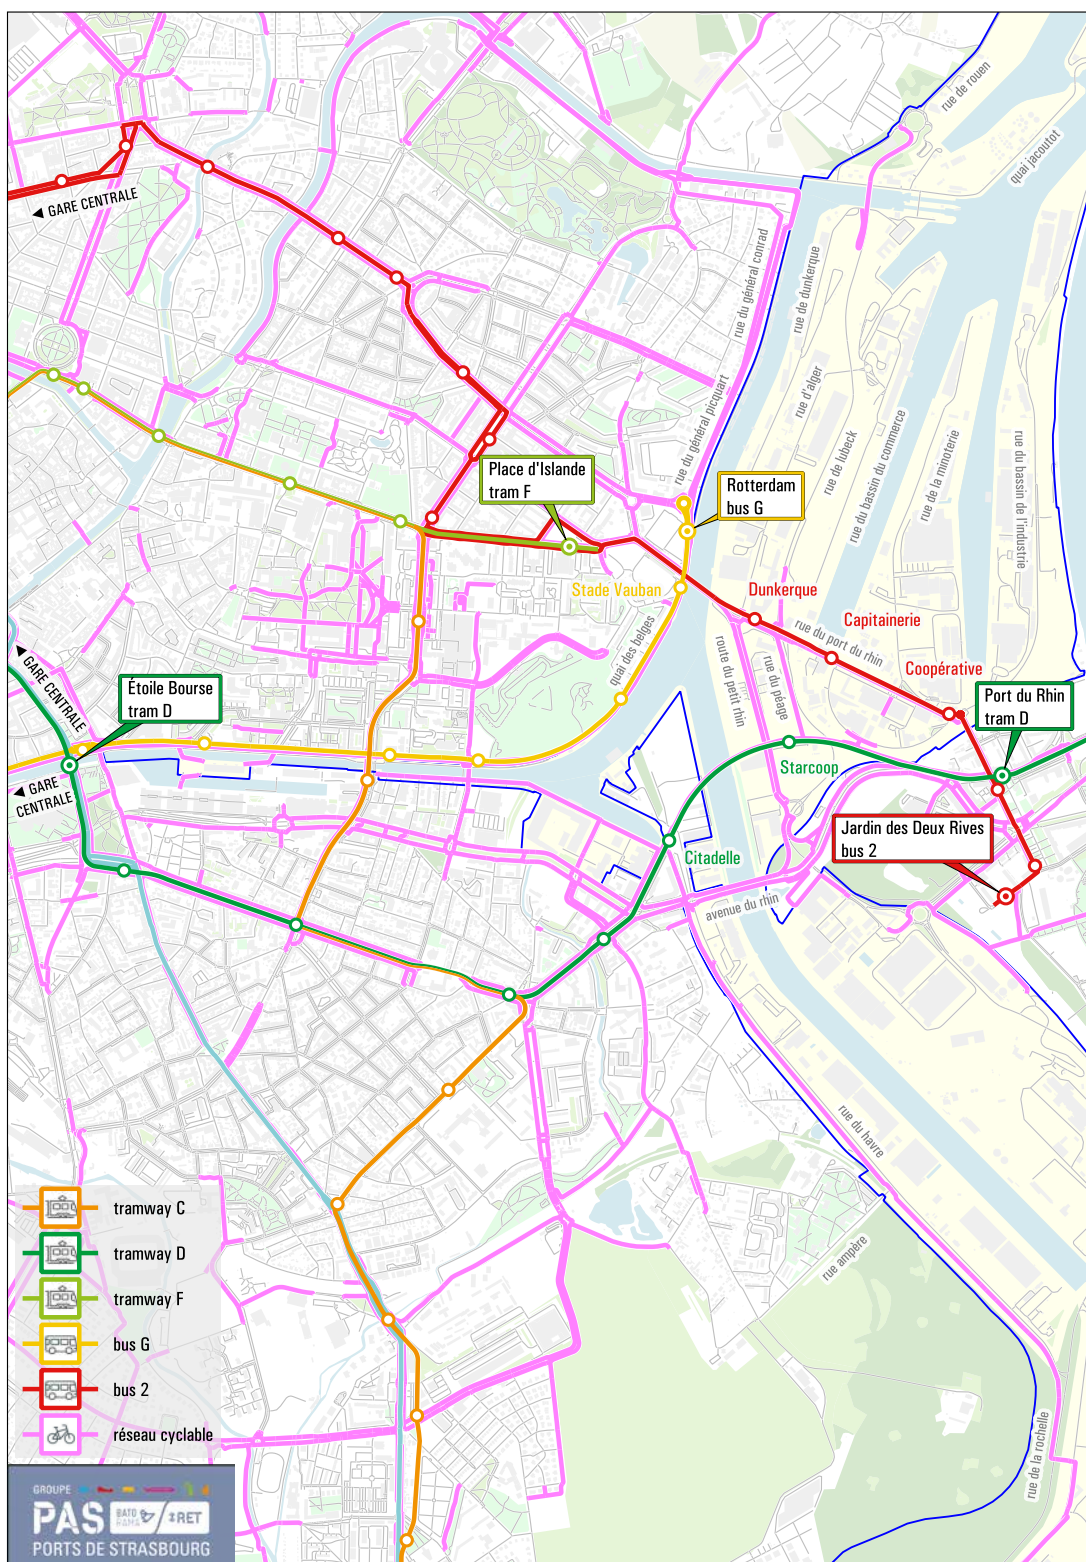 rue de rouen
quai jacoutot
GARE CENTRALE
rue du général conrad
rue de dunkerque
rue du général picquart
rue d'alger
rue de lubeck
rue du bassin du commerce
rue de la minoterie
rue du bassin de l'industrie
Place d'Islande
tram F
Rotterdam
bus G
Stade Vauban
Dunkerque
Capitainerie
rue du port du rhin
Coopérative
quai des belges
route du petit rhin
rue du péage
GARE CENTRALE
Étoile Bourse
tram D
Port du Rhin
tram D
Starcoop
GARE
CENTRALE
Jardin des Deux Rives
bus 2
Citadelle
avenue du rhin
rue du havre
rue ampère
rue de la rochelle
tramway C
tramway D
tramway F
bus G
bus 2
réseau cyclable
GROUPE
PAS
BATO
RAMA
RET
PORTS DE STRASBOURG